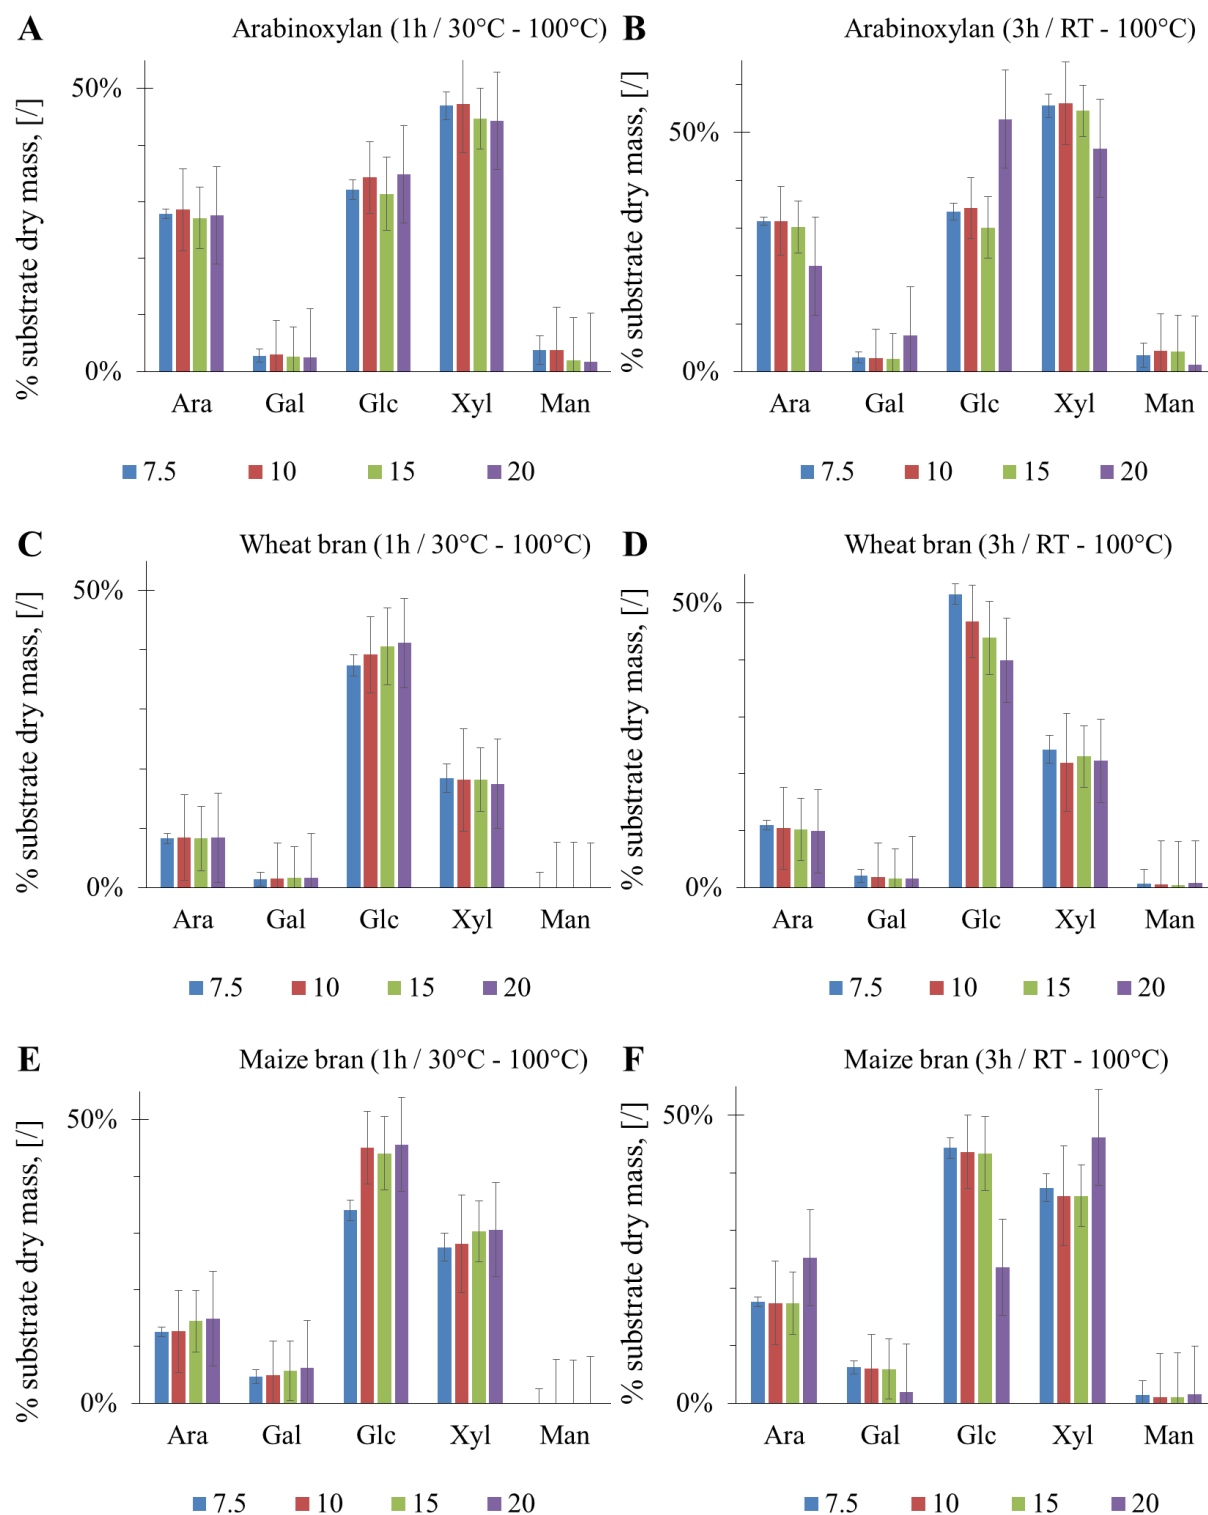 A
Arabinoxylan (1h / 30°C - 100°C)
% substrate dry mass, [/]
50%
0%
Ara Gal Glc Xyl Man
7.5 10 15 20
B
Arabinoxylan (3h / RT - 100°C)
% substrate dry mass, [/]
50%
0%
Ara Gal Glc Xyl Man
7.5 10 15 20
C
Wheat bran (1h / 30°C - 100°C)
% substrate dry mass, [/]
50%
0%
Ara Gal Glc Xyl Man
7.5 10 15 20
D
Wheat bran (3h / RT - 100°C)
% substrate dry mass, [/]
50%
0%
Ara Gal Glc Xyl Man
7.5 10 15 20
E
Maize bran (1h / 30°C - 100°C)
% substrate dry mass, [/]
50%
0%
Ara Gal Glc Xyl Man
7.5 10 15 20
F
Maize bran (3h / RT - 100°C)
% substrate dry mass, [/]
50%
0%
Ara Gal Glc Xyl Man
7.5 10 15 20